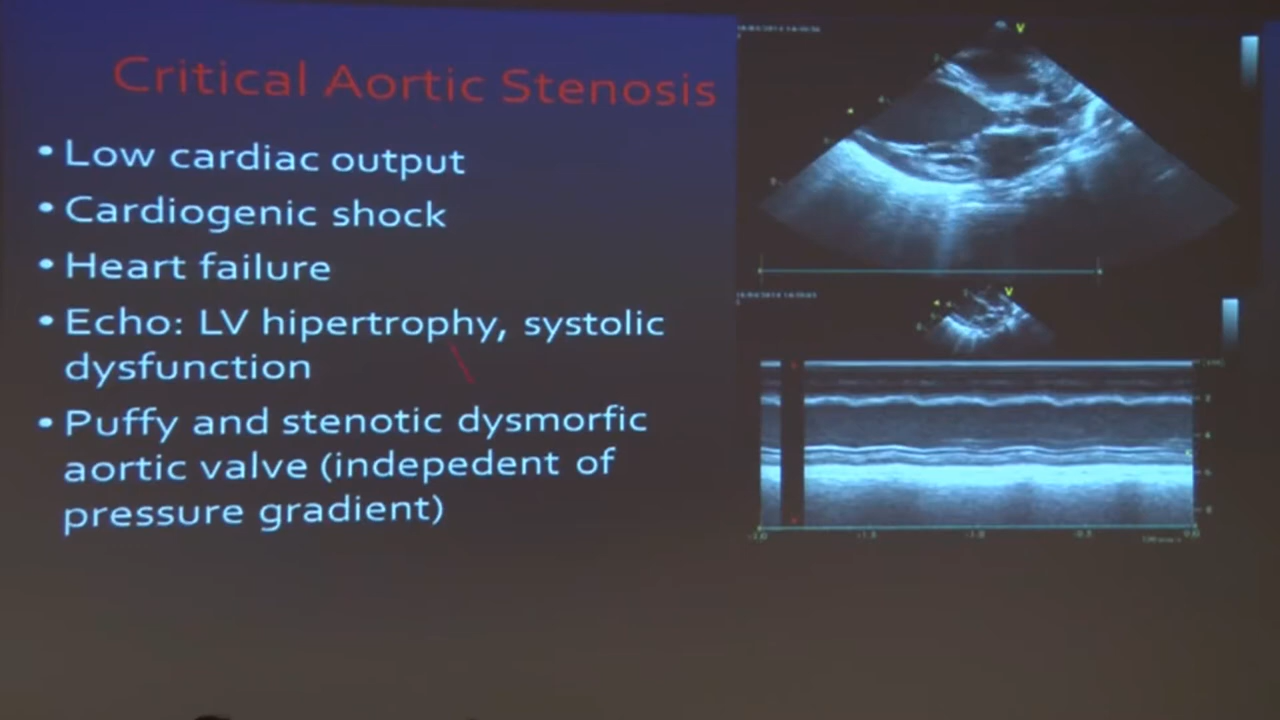 Critical Aortic Stenosis
• Low cardiac output
• Cardiogenic shock
• Heart failure
• Echo: LV hipertrophy, systolic
dysfunction
• Puffy and stenotic dysmorfic
aortic valve (indepedent of
pressure gradient)
V
V